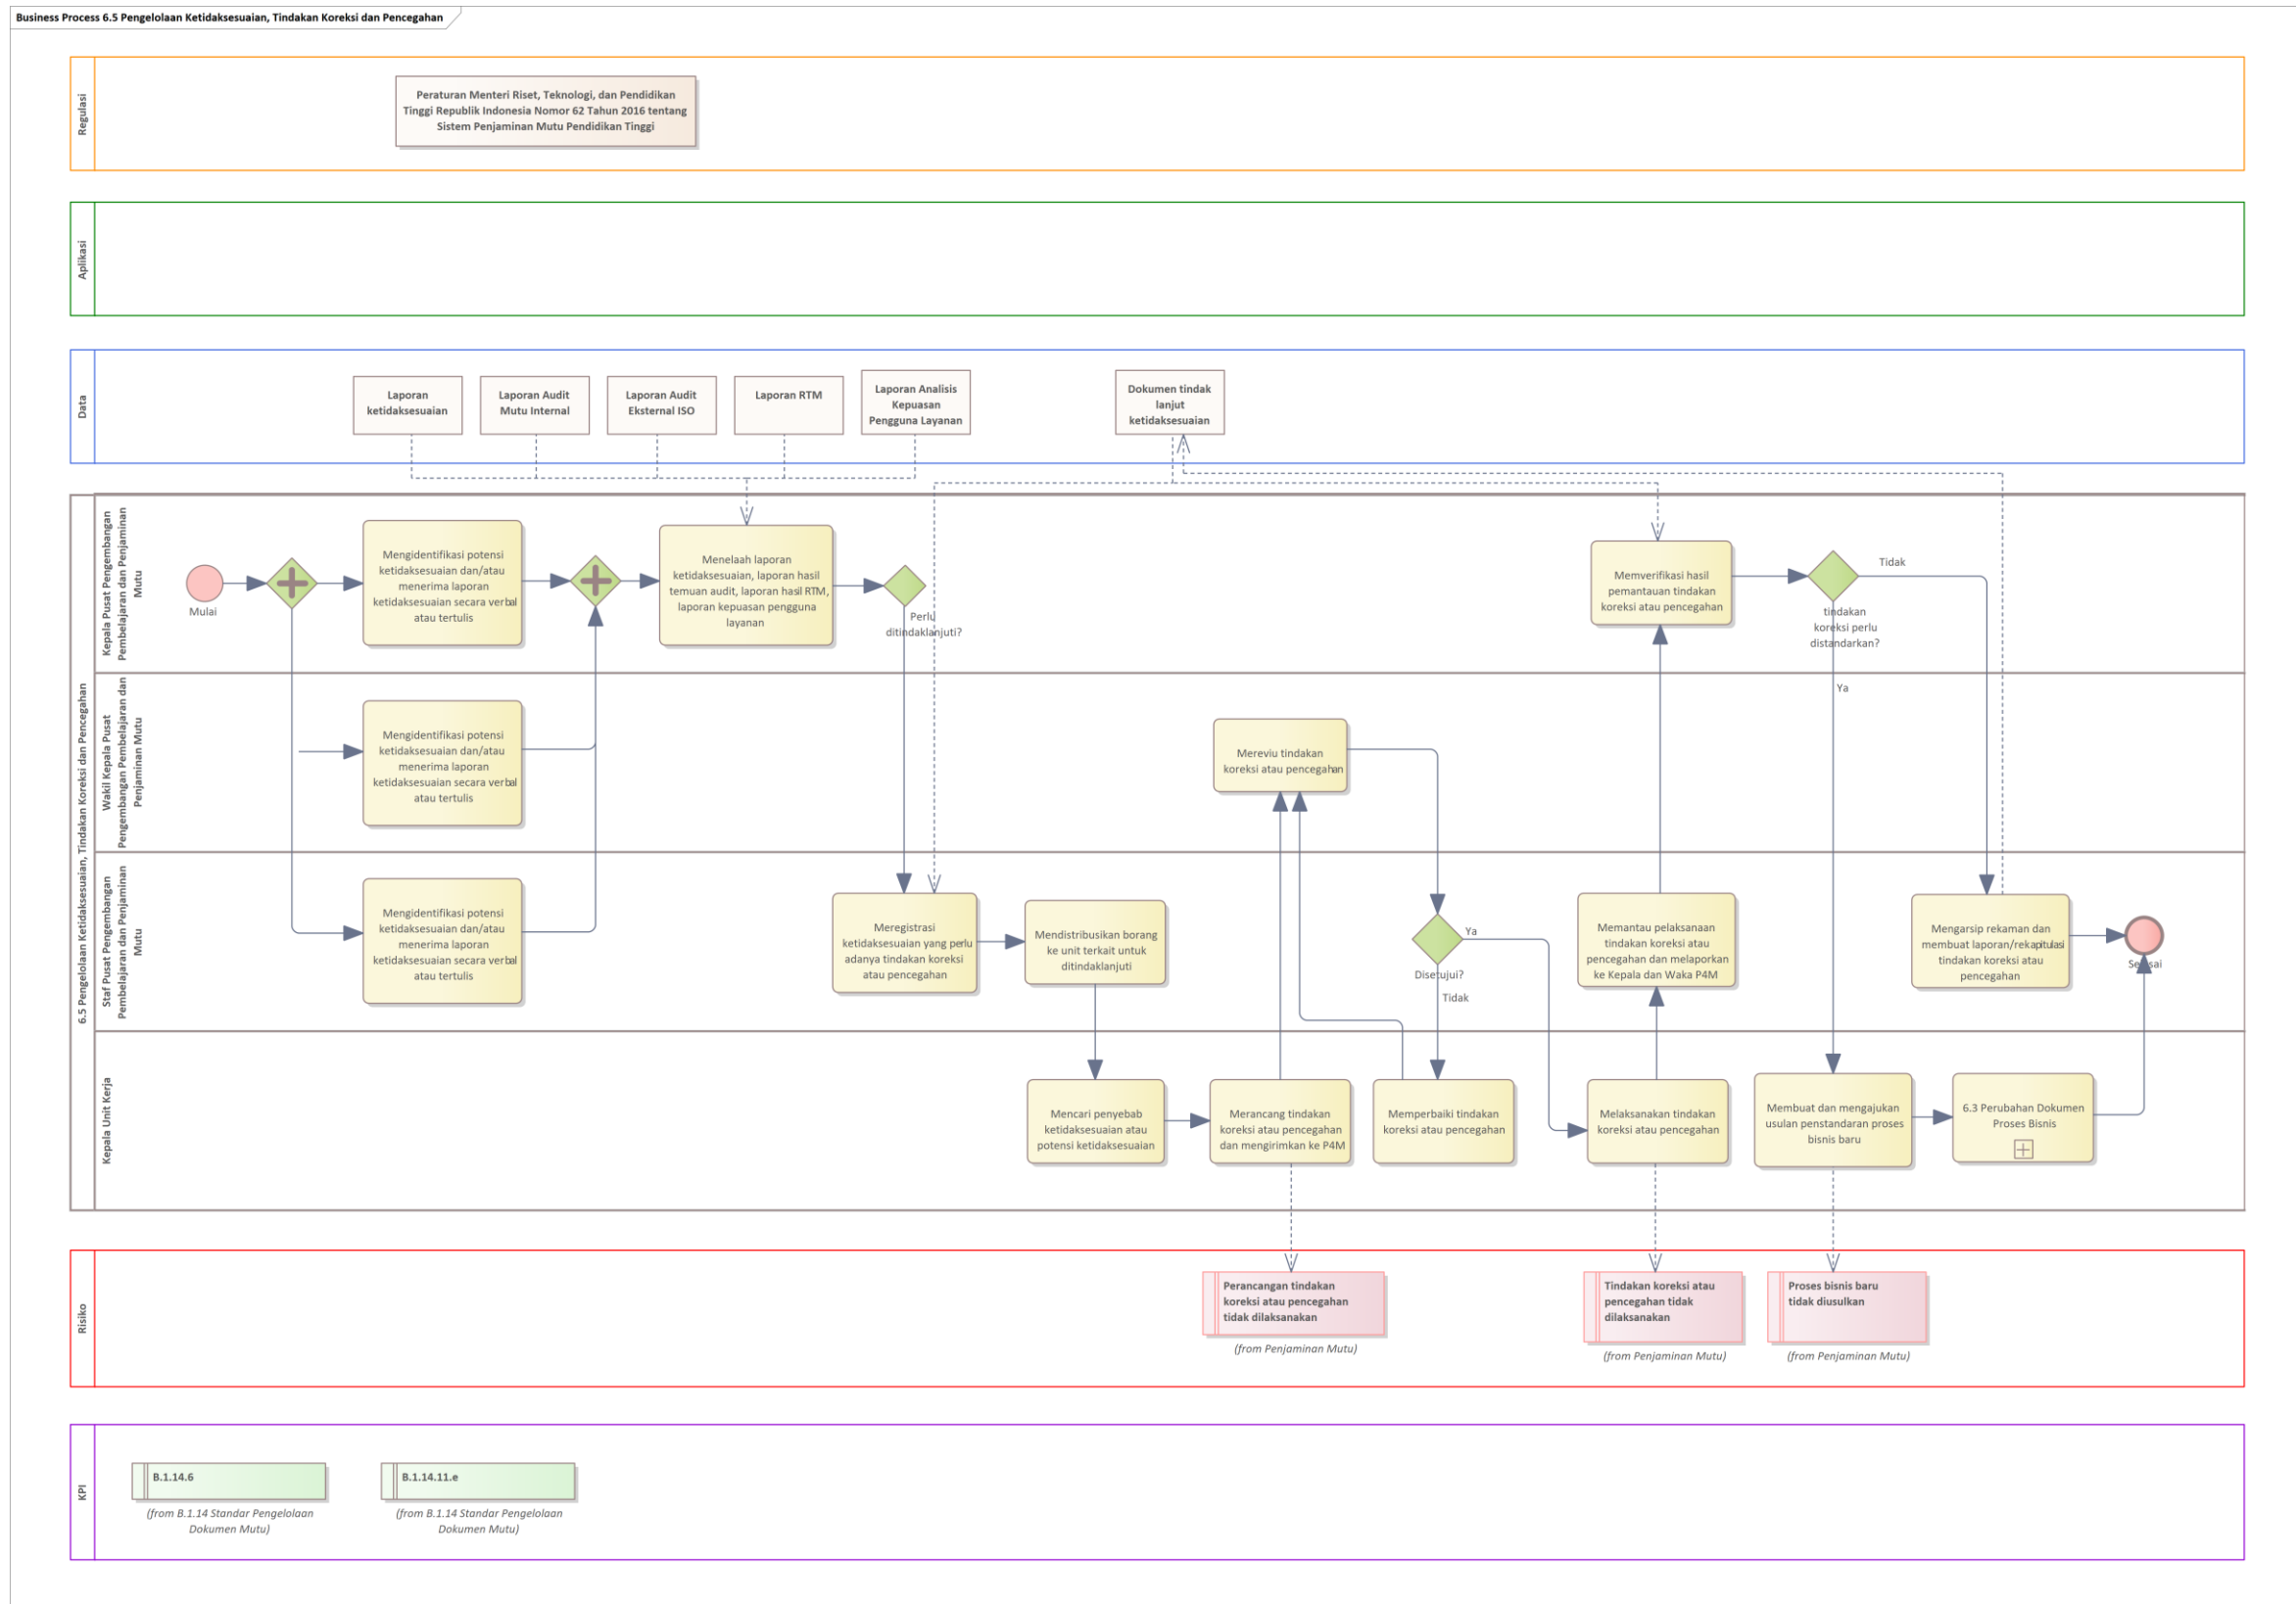 Business Process 6.5 Pengelolaan Ketidaksesuaian, Tindakan Koreksi dan Pencegahan
Regulasi
Peraturan Menteri Riset, Teknologi, dan Pendidikan
Tinggi Republik Indonesia Nomor 62 Tahun 2016 tentang
Sistem Penjaminan Mutu Pendidikan Tinggi
Aplikasi
Data
Laporan
ketidaksesuaian
Laporan Audit
Mutu Internal
Laporan Audit
Eksternal ISO
Laporan RTM
Laporan Analisis
Kepuasan
Pengguna Layanan
Dokumen tindak
lanjut
ketidaksesuaian
6.5 Pengelolaan Ketidaksesuaian, Tindakan Koreksi dan Pencegahan
Kepala Pusat Pengembangan
Pembelajaran dan Penjaminan
Mutu
Mulai
Mengidentifikasi potensi
ketidaksesuaian dan/atau
menerima laporan
ketidaksesuaian secara verbal
atau tertulis
Menelaah laporan
ketidaksesuaian, laporan hasil
temuan audit, laporan hasil RTM,
laporan kepuasan pengguna
layanan
Perlu
ditindaklanjuti?
Memverifikasi hasil
pemantauan tindakan
koreksi atau pencegahan
tindakan
koreksi perlu
distandarkan?
Tidak
Ya
Wakil Kepala Pusat
Pengembangan Pembelajaran dan
Penjaminan Mutu
Mengidentifikasi potensi
ketidaksesuaian dan/atau
menerima laporan
ketidaksesuaian secara verbal
atau tertulis
Mereviu tindakan
koreksi atau pencegahan
Staf Pusat Pengembangan
Pembelajaran dan Penjaminan
Mutu
Mengidentifikasi potensi
ketidaksesuaian dan/atau
menerima laporan
ketidaksesuaian secara verbal
atau tertulis
Meregistrasi
ketidaksesuaian yang perlu
adanya tindakan koreksi
atau pencegahan
Mendistribusikan borang
ke unit terkait untuk
ditindaklanjuti
Disetujui?
Ya
Tidak
Memantau pelaksanaan
tindakan koreksi atau
pencegahan dan melaporkan
ke Kepala dan Waka P4M
Mengarsip rekaman dan
membuat laporan/rekapitulasi
tindakan koreksi atau
pencegahan
Selesai
Kepala Unit Kerja
Mencari penyebab
ketidaksesuaian atau
potensi ketidaksesuaian
Merancang tindakan
koreksi atau pencegahan
dan mengirimkan ke P4M
Memperbaiki tindakan
koreksi atau pencegahan
Melaksanakan tindakan
koreksi atau pencegahan
Membuat dan mengajukan
usulan penstandaran proses
bisnis baru
6.3 Perubahan Dokumen
Proses Bisnis
Risiko
Perancangan tindakan
koreksi atau pencegahan
tidak dilaksanakan
(from Penjaminan Mutu)
Tindakan koreksi atau
pencegahan tidak
dilaksanakan
(from Penjaminan Mutu)
Proses bisnis baru
tidak diusulkan
(from Penjaminan Mutu)
KPI
B.1.14.6
(from B.1.14 Standar Pengelolaan
Dokumen Mutu)
B.1.14.11.e
(from B.1.14 Standar Pengelolaan
Dokumen Mutu)